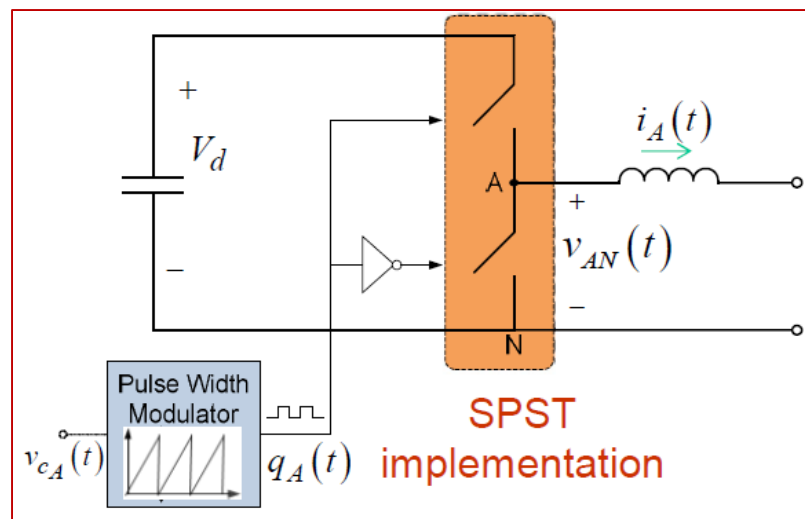 +
V_d
−
A
N
i_A(t)
+
v_AN(t)
−
Pulse Width
Modulator
v_cA(t)
q_A(t)
SPST
implementation